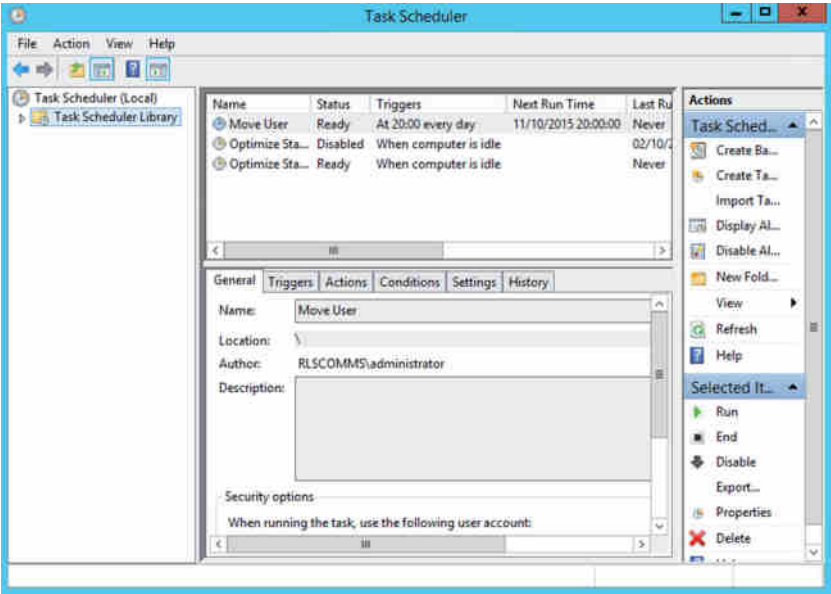 Task Scheduler
File Action View Help
Task Scheduler (Local)
Task Scheduler Library
Name Status Triggers Next Run Time Last Ru
Move User Ready At 20:00 every day 11/10/2015 20:00:00 Never
Optimize Sta... Disabled When computer is idle 02/10/2
Optimize Sta... Ready When computer is idle Never
General Triggers Actions Conditions Settings History
Name: Move User
Location: \
Author: RLSCOMMS\administrator
Description:
Security options
When running the task, use the following user account:
Actions
Task Sched...
Create Ba...
Create Ta...
Import Ta...
Display Al...
Disable Al...
New Fold...
View
Refresh
Help
Selected It...
Run
End
Disable
Export...
Properties
Delete